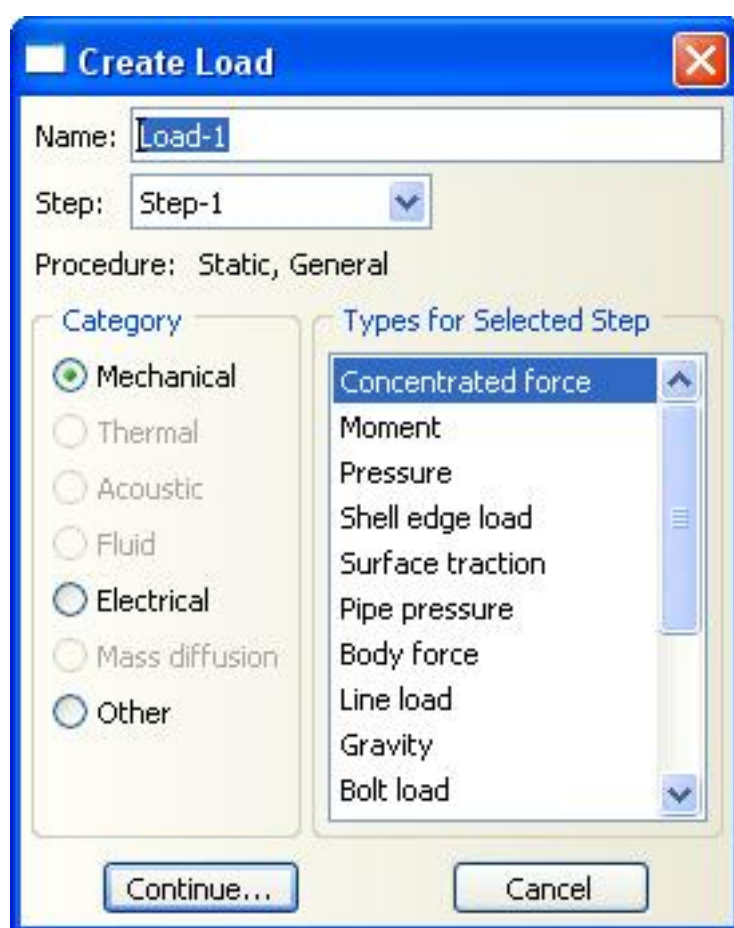 Create Load
Name: Load-1
Step: Step-1
Procedure: Static, General
Category
Mechanical
Thermal
Acoustic
Fluid
Electrical
Mass diffusion
Other
Types for Selected Step
Concentrated force
Moment
Pressure
Shell edge load
Surface traction
Pipe pressure
Body force
Line load
Gravity
Bolt load
Continue...
Cancel